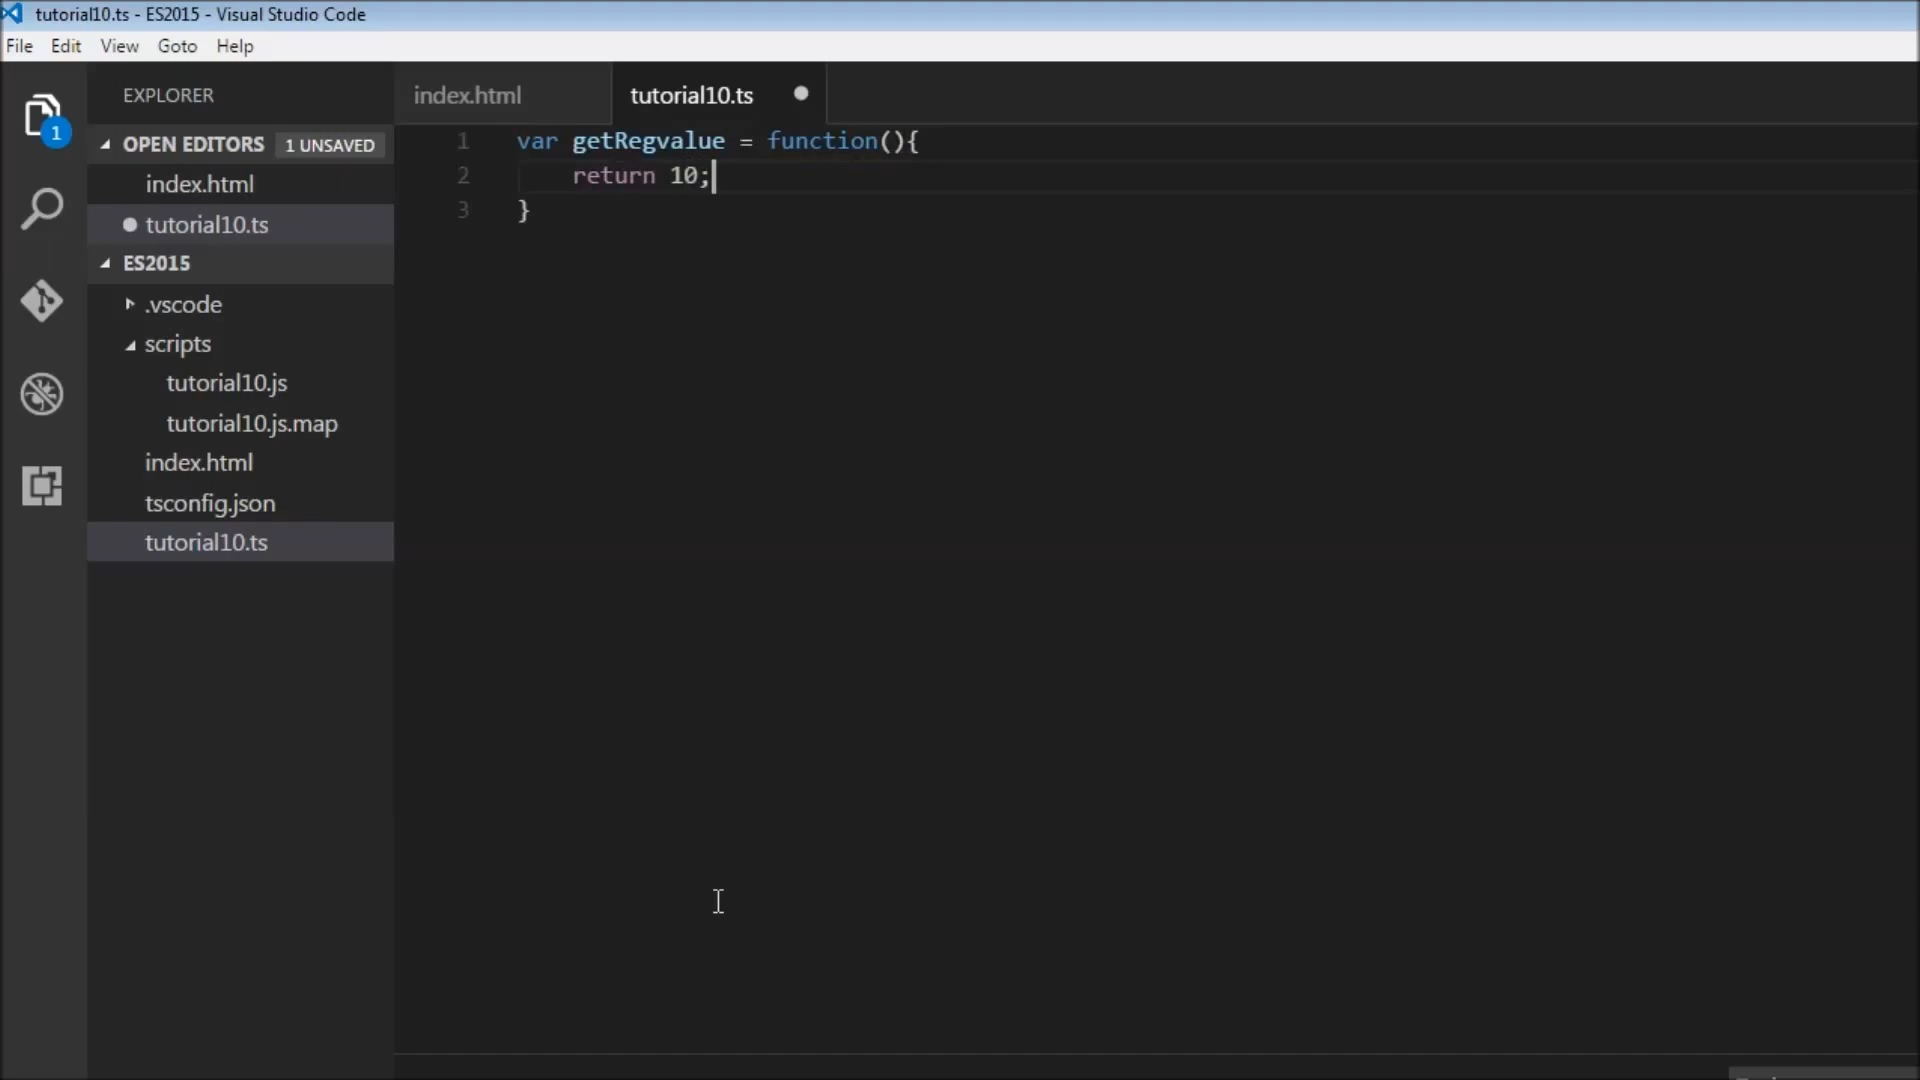 tutorial10.ts - ES2015 - Visual Studio Code
File Edit View Goto Help
EXPLORER
index.html
tutorial10.ts
1
OPEN EDITORS
1 UNSAVED
index.html
tutorial10.ts
ES2015
.vscode
scripts
tutorial10.js
tutorial10.js.map
index.html
tsconfig.json
tutorial10.ts
1 var getRegvalue = function(){
2 return 10;
3 }